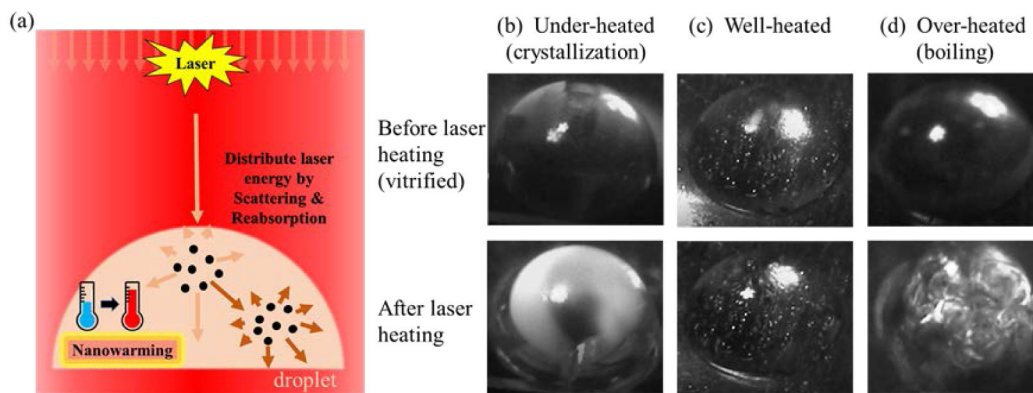 (a)
Laser
Distribute laser
energy by
Scattering &
Reabsorption
Nanowarming
droplet
(b) Under-heated
(crystallization)
(c) Well-heated
(d) Over-heated
(boiling)
Before laser
heating
(vitrified)
After laser
heating